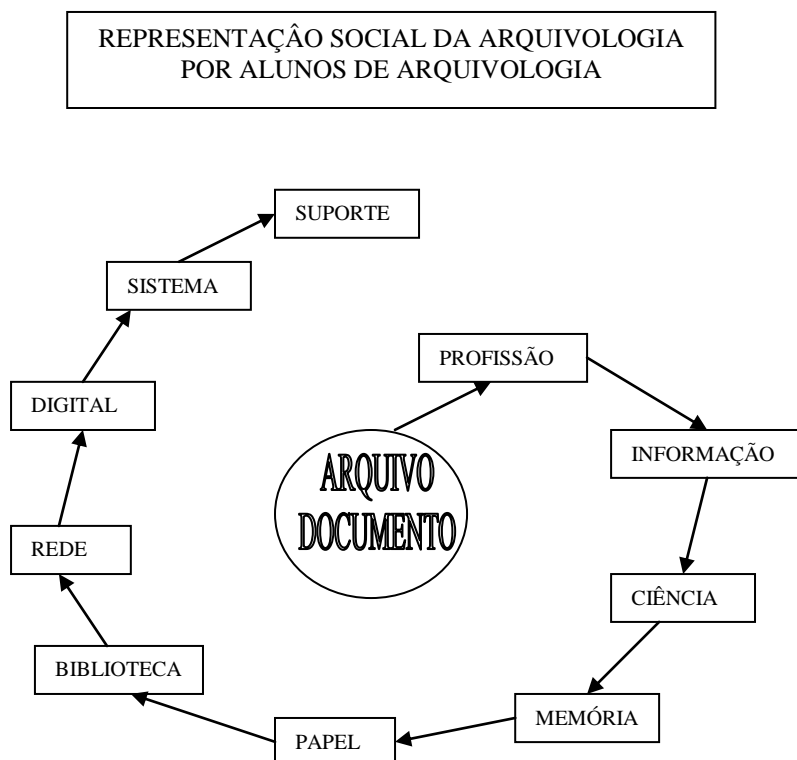 REPRESENTAÇÂO SOCIAL DA ARQUIVOLOGIA
POR ALUNOS DE ARQUIVOLOGIA
SUPORTE
SISTEMA
PROFISSÃO
DIGITAL
INFORMAÇÃO
ARQUIVO
DOCUMENTO
REDE
CIÊNCIA
BIBLIOTECA
MEMÓRIA
PAPEL